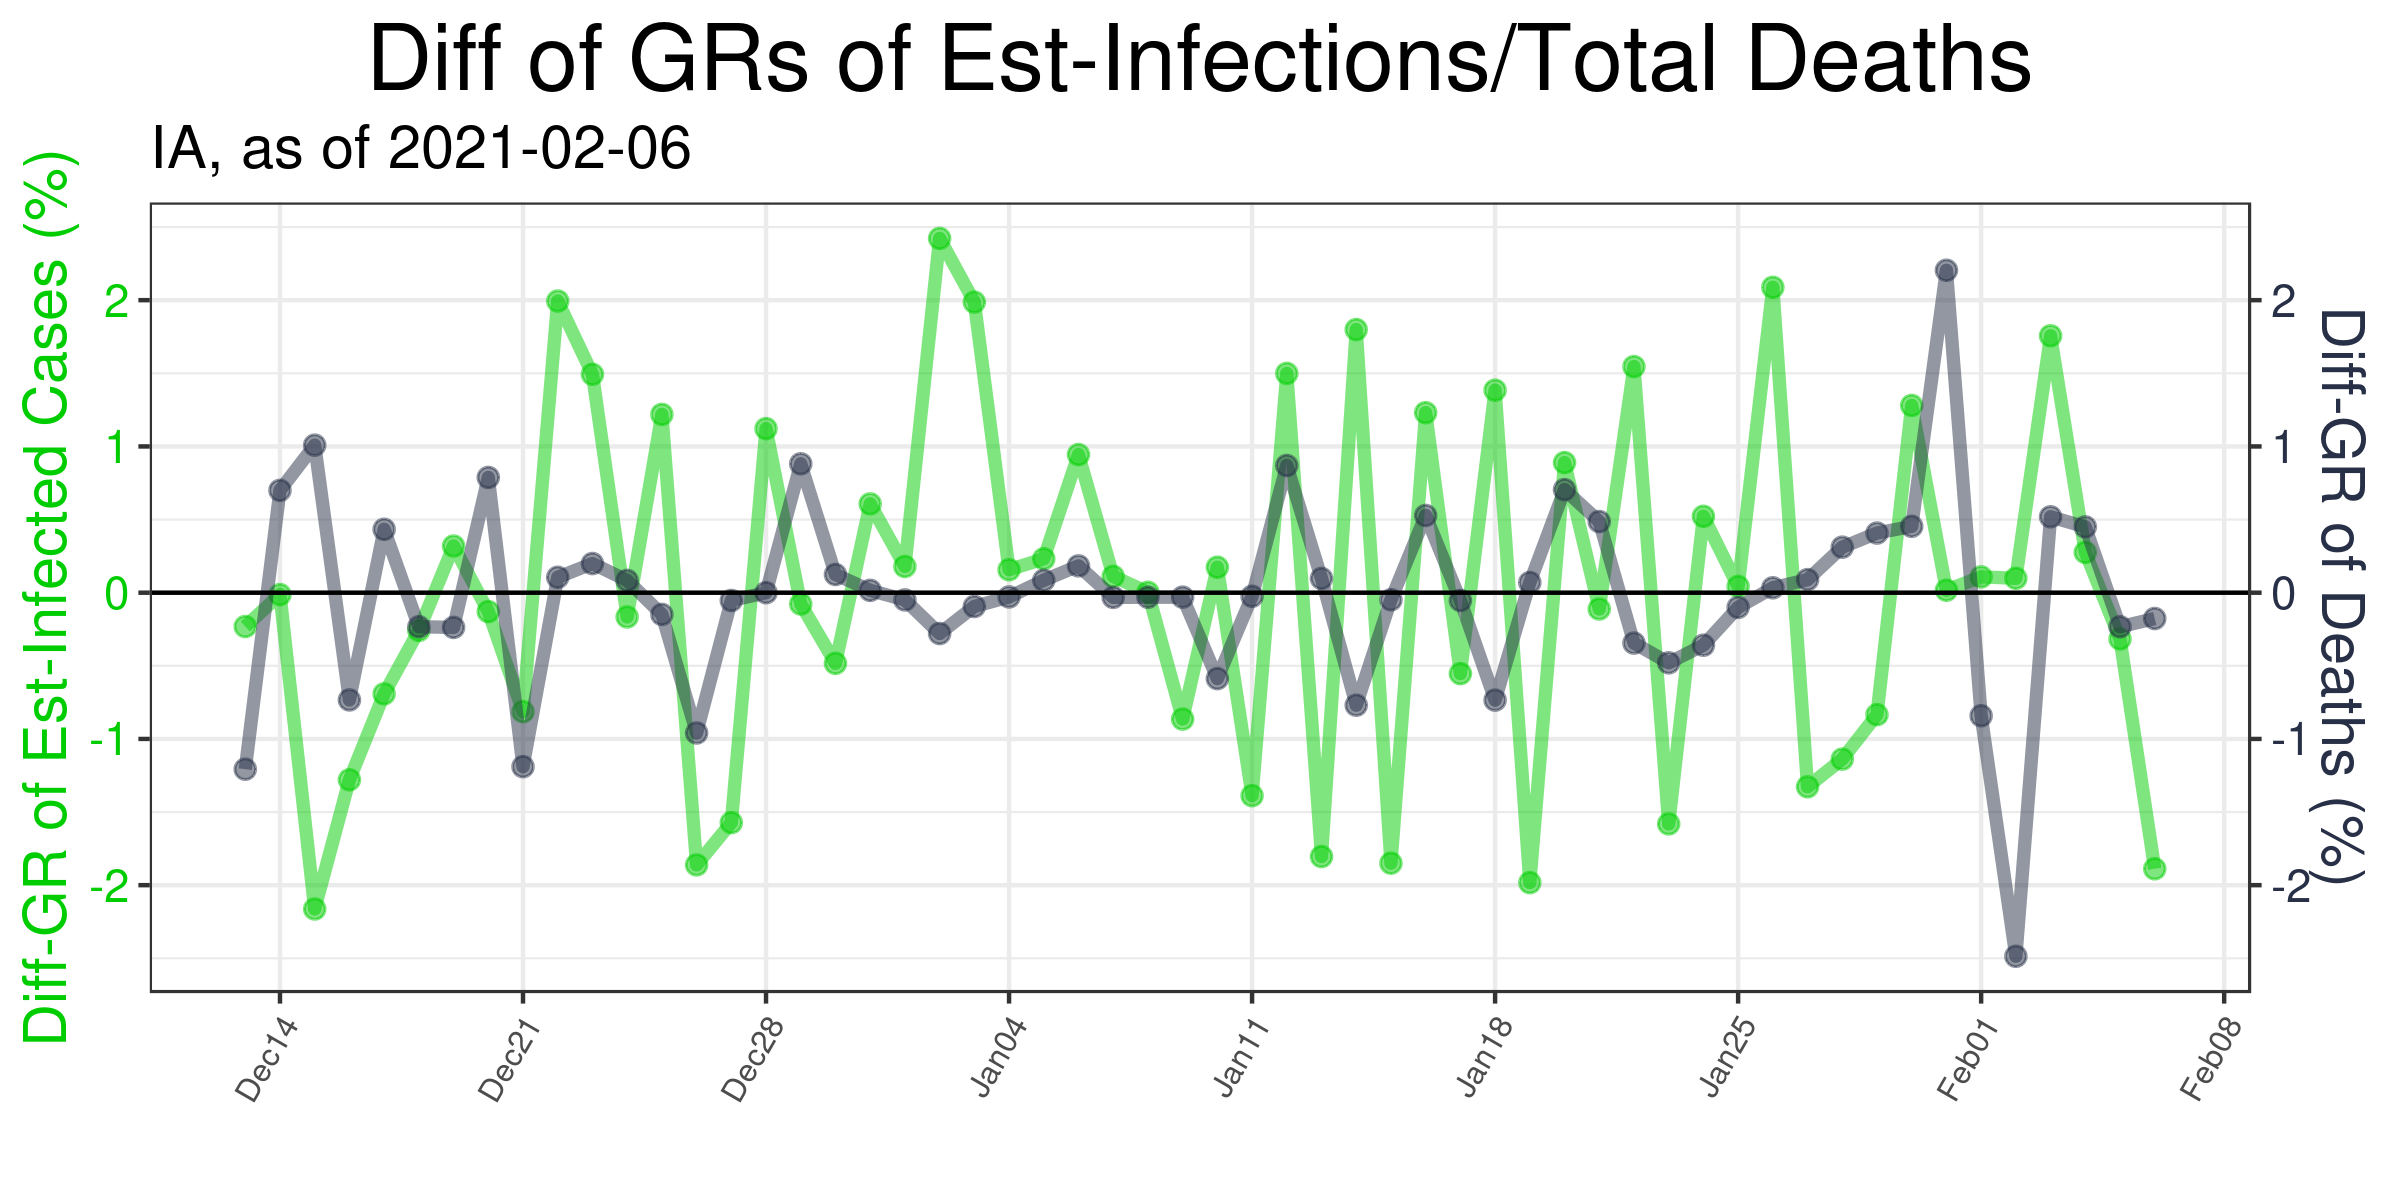 Diff of GRs of Est-Infections/Total Deaths
IA, as of 2021-02-06
Diff-GR of Est-Infected Cases (%)
2
1
0
-1
-2
2
1
0
-1
-2
Diff-GR of Deaths (%)
Dec14
Dec21
Dec28
Jan04
Jan11
Jan18
Jan25
Feb01
Feb08